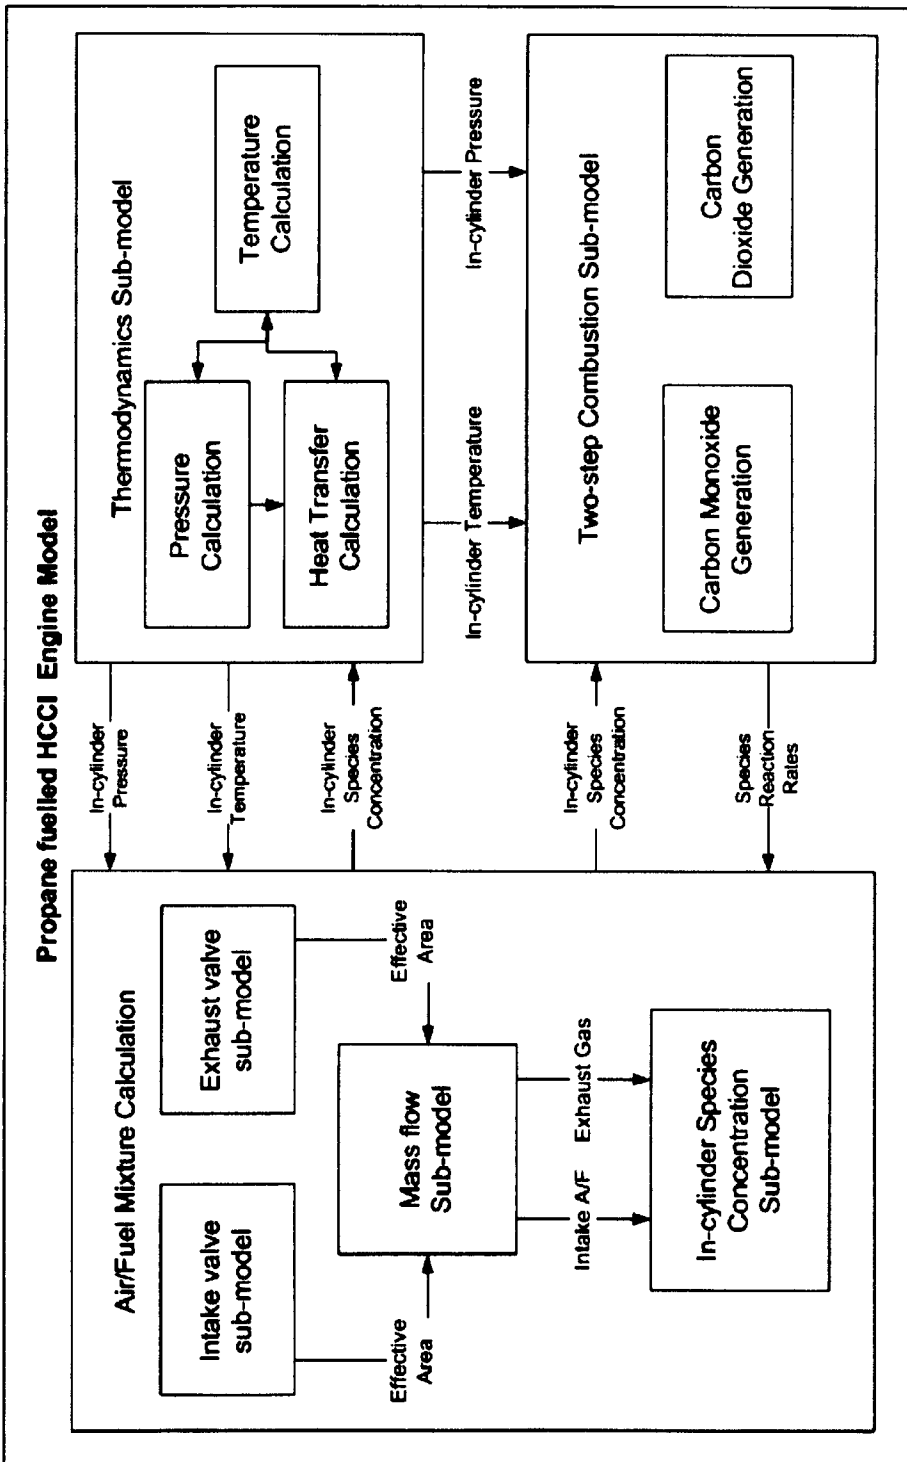 Propane fuelled HCCI Engine Model
Air/Fuel Mixture Calculation
Intake valve
sub-model
Exhaust valve
sub-model
Effective
Area
Effective
Area
Mass flow
Sub-model
Intake A/F
Exhaust Gas
In-cylinder Species
Concentration
Sub-model
In-cylinder
Pressure
In-cylinder
Temperature
In-cylinder
Species
Concentration
In-cylinder
Species
Concentration
Species
Reaction
Rates
Thermodynamics Sub-model
Pressure
Calculation
Temperature
Calculation
Heat Transfer
Calculation
In-cylinder Temperature
In-cylinder Pressure
Two-step Combustion Sub-model
Carbon Monoxide
Generation
Carbon
Dioxide Generation